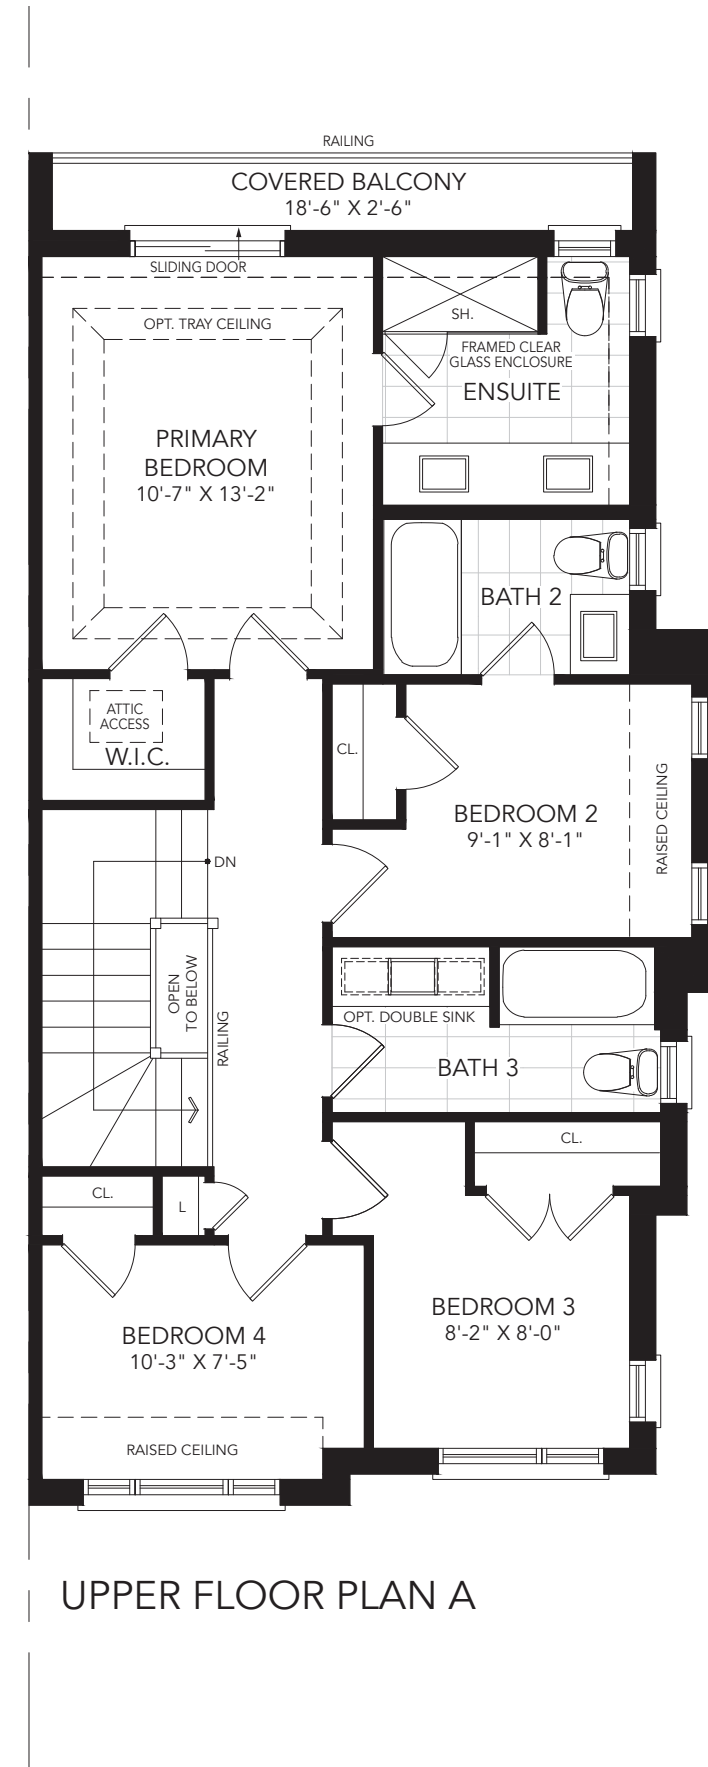 RAILING
COVERED BALCONY
18'-6" X 2'-6"
SLIDING DOOR
OPT. TRAY CEILING
SH.
FRAMED CLEAR
GLASS ENCLOSURE
ENSUITE
PRIMARY
BEDROOM
10'-7" X 13'-2"
BATH 2
ATTIC
ACCESS
W.I.C.
CL.
BEDROOM 2
9'-1" X 8'-1"
RAISED CEILING
DN
OPEN
TO BELOW
RAILING
OPT. DOUBLE SINK
BATH 3
CL.
CL.
L
BEDROOM 3
8'-2" X 8'-0"
BEDROOM 4
10'-3" X 7'-5"
RAISED CEILING
UPPER FLOOR PLAN A